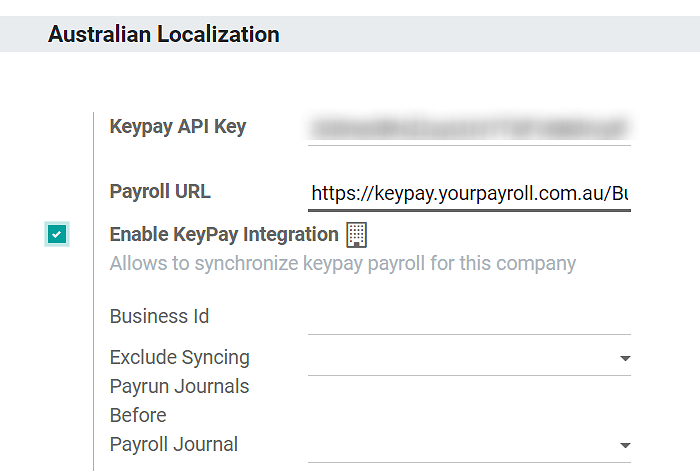 Australian Localization
Keypay API Key
Payroll URL
https://keypay.yourpayroll.com.au/Bu
Enable KeyPay Integration
Allows to synchronize keypay payroll for this company
Business Id
Exclude Syncing
Payrun Journals
Before
Payroll Journal